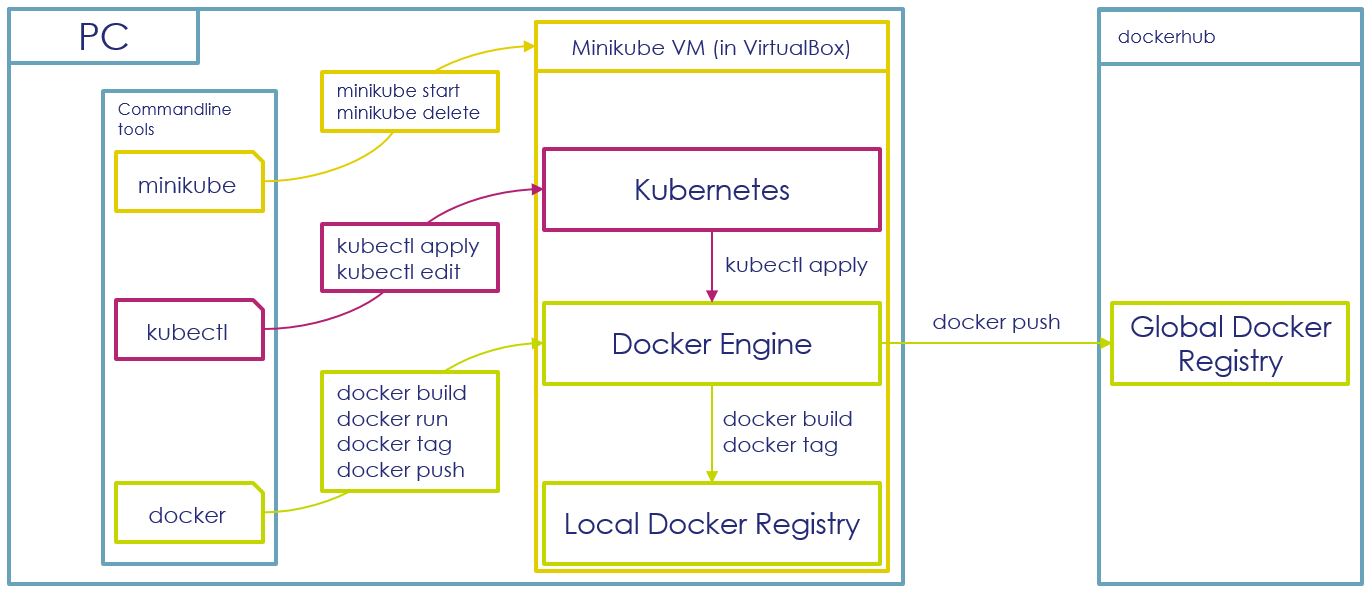 PC
Commandline
tools
minikube
kubectl
docker
minikube start
minikube delete
kubectl apply
kubectl edit
docker build
docker run
docker tag
docker push
Minikube VM (in VirtualBox)
Kubernetes
kubectl apply
Docker Engine
docker build
docker tag
Local Docker Registry
docker push
dockerhub
Global Docker
Registry